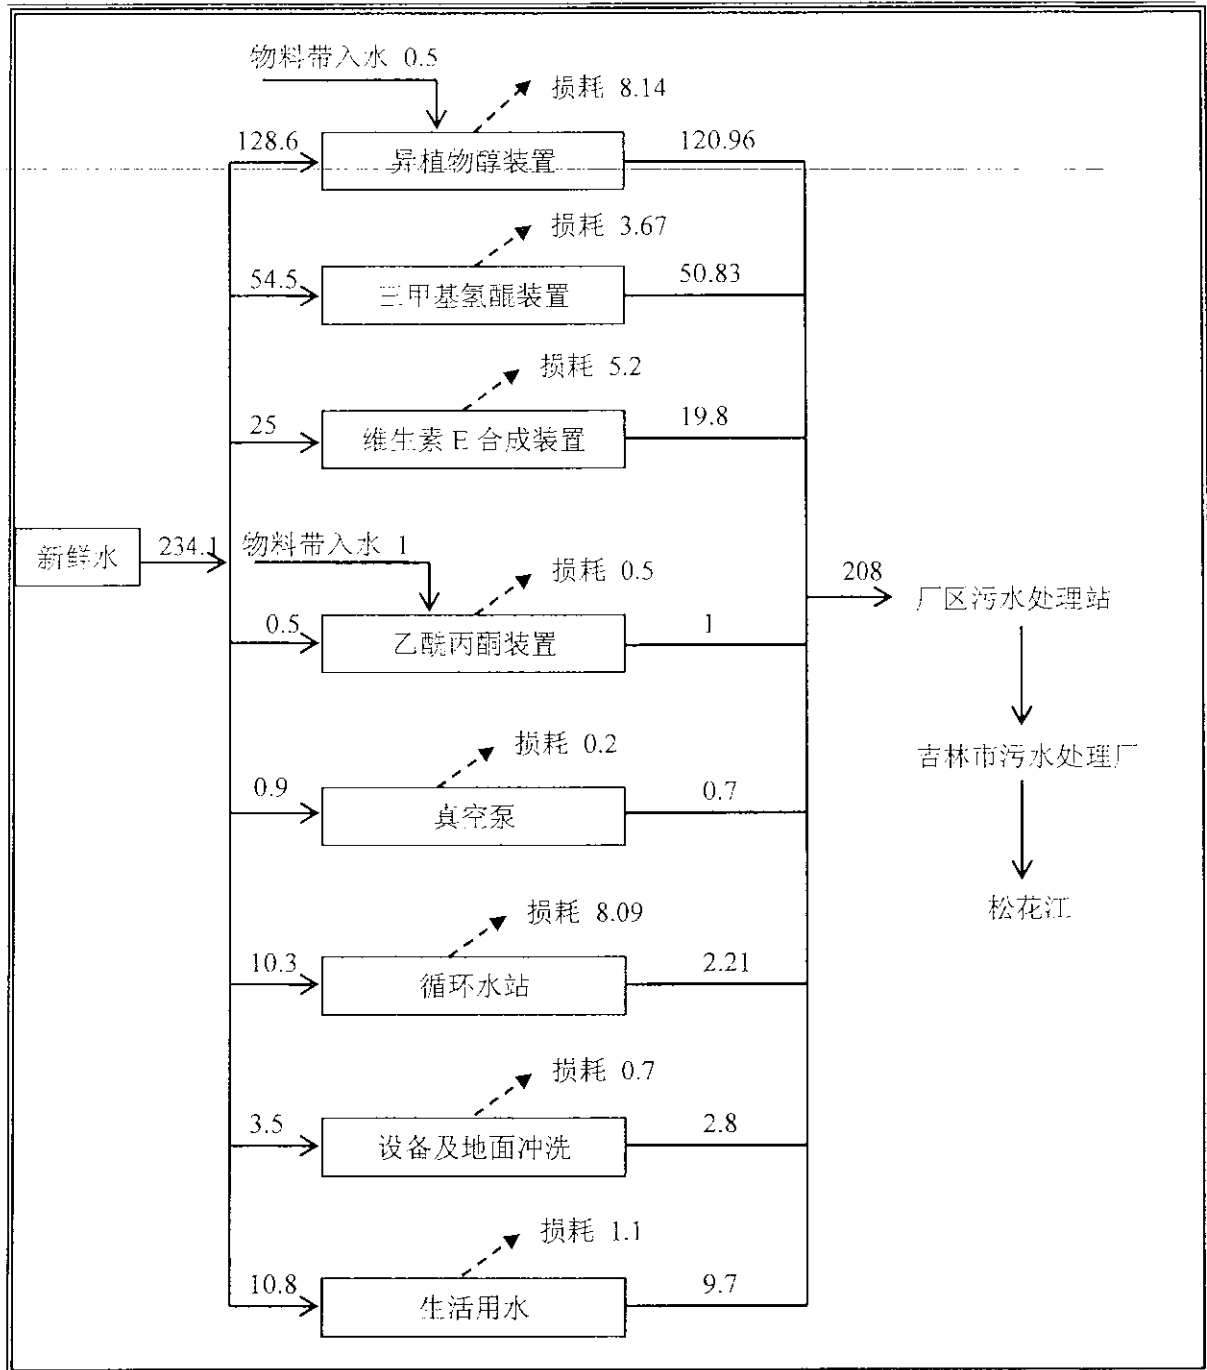 物料带入水 0.5
损耗 8.14
128.6
异植物醇装置
120.96
损耗 3.67
54.5
三甲基氢醌装置
50.83
损耗 5.2
25
维生素 E 合成装置
19.8
新鲜水
234.1
物料带入水 1
损耗 0.5
0.5
乙酰丙酮装置
1
208
厂区污水处理站
损耗 0.2
0.9
真空泵
0.7
吉林市污水处理厂
损耗 8.09
10.3
循环水站
2.21
松花江
损耗 0.7
3.5
设备及地面冲洗
2.8
损耗 1.1
10.8
生活用水
9.7